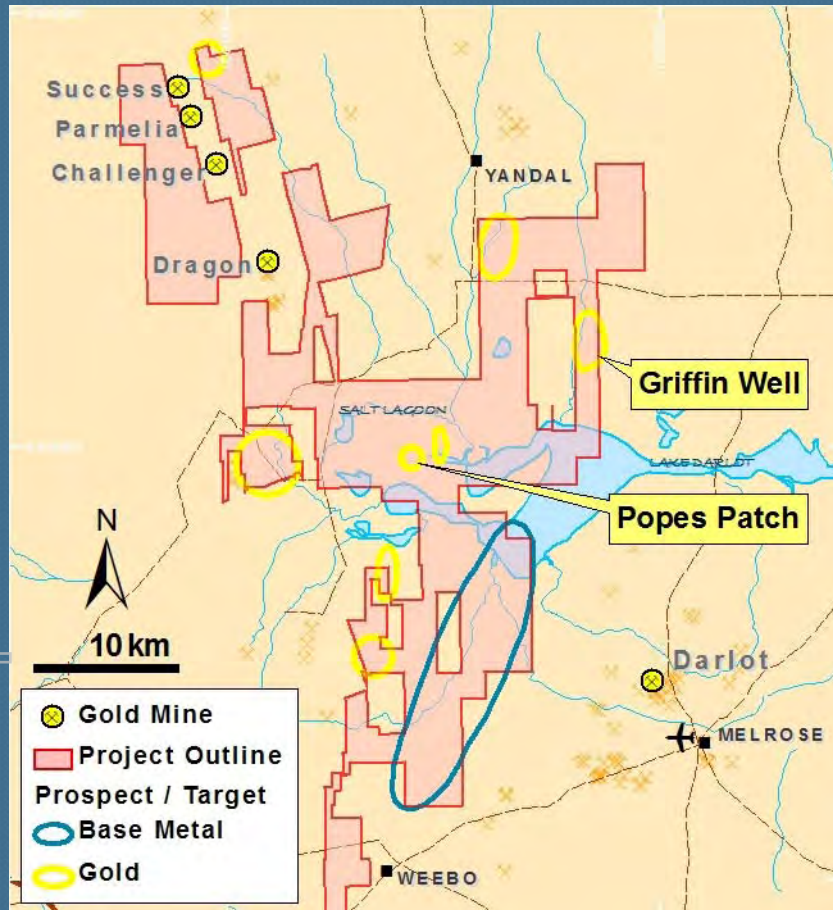 Success
Parmelia
Challenger
YANDAL
Dragon
Griffin Well
SALT LAGOON
LAKE DARLOT
Popes Patch
N
10 km
Darlot
Gold Mine
MELROSE
Project Outline
Prospect / Target
Base Metal
Gold
WEEBO